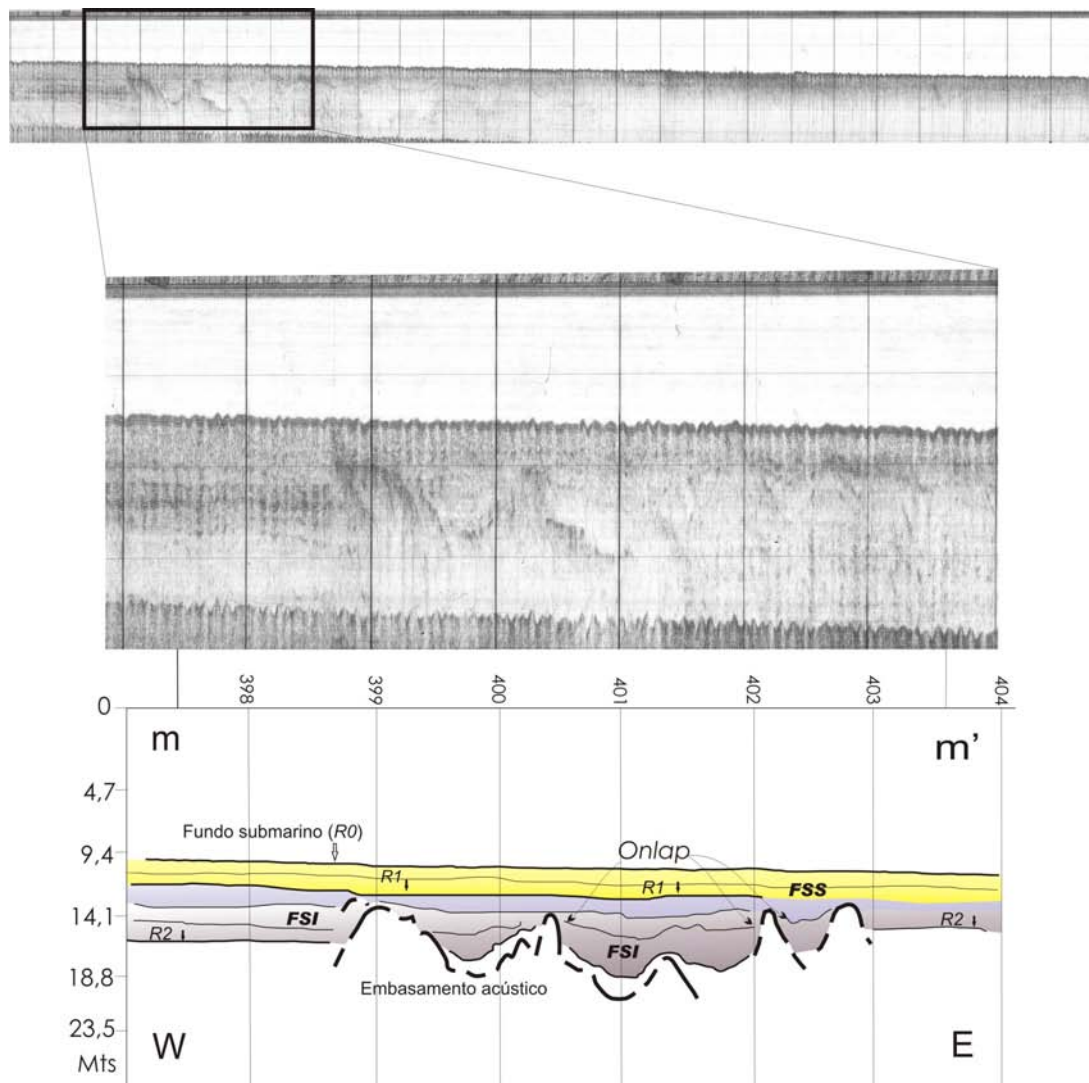 398 399 400 401 402 403 404
0
m m'
4,7
Fundo submarino (R0)
9,4
Onlap
R1 R1
FSS
14,1
FSI
R2 R2
FSI
18,8
Embasamento acústico
23,5
W E
Mts